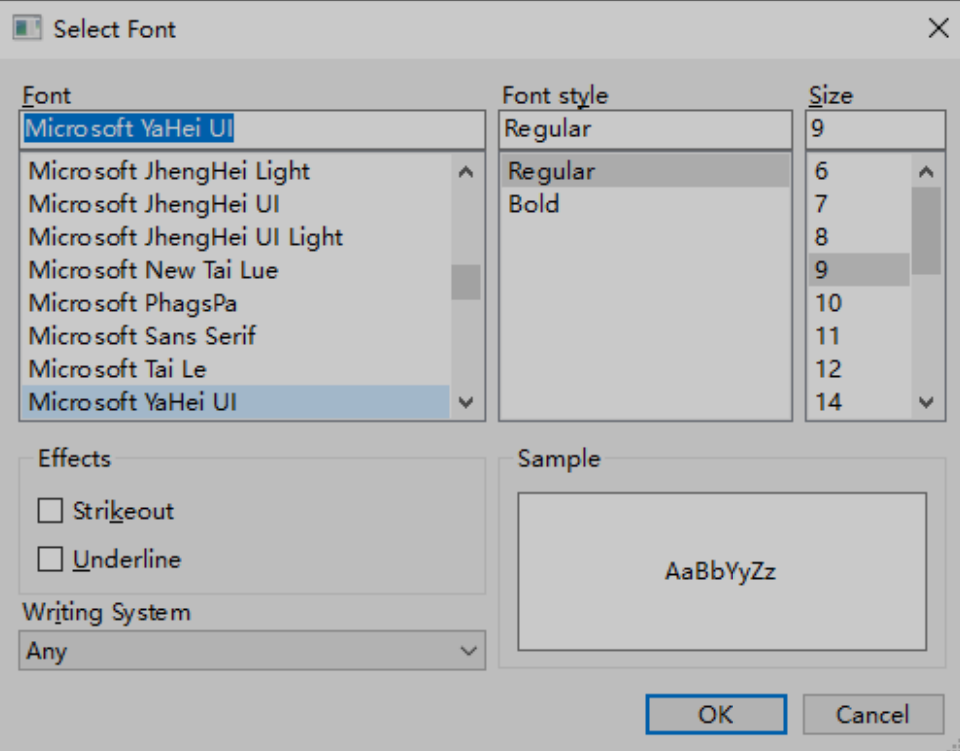 Select Font
Font
Microsoft YaHei UI
Microsoft JhengHei Light
Microsoft JhengHei UI
Microsoft JhengHei UI Light
Microsoft New Tai Lue
Microsoft PhagsPa
Microsoft Sans Serif
Microsoft Tai Le
Microsoft YaHei UI
Font style
Regular
Regular
Bold
Size
9
6
7
8
9
10
11
12
14
Effects
Strikeout
Underline
Sample
AaBbYyZz
Writing System
Any
OK
Cancel